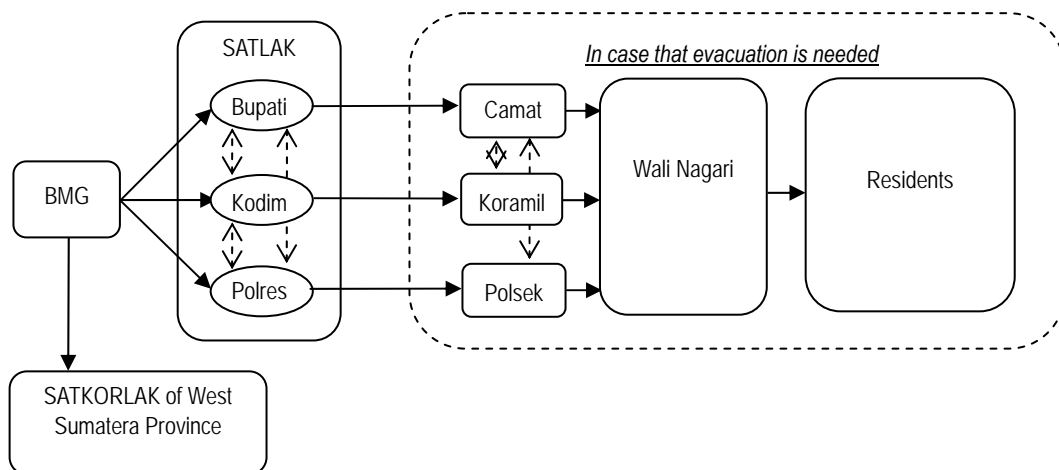 SATLAK
In case that evacuation is needed
Bupati
Camat
Wali Nagari
Residents
BMG
Kodim
Koramil
Polres
Polsek
SATKORLAK of West
Sumatera Province